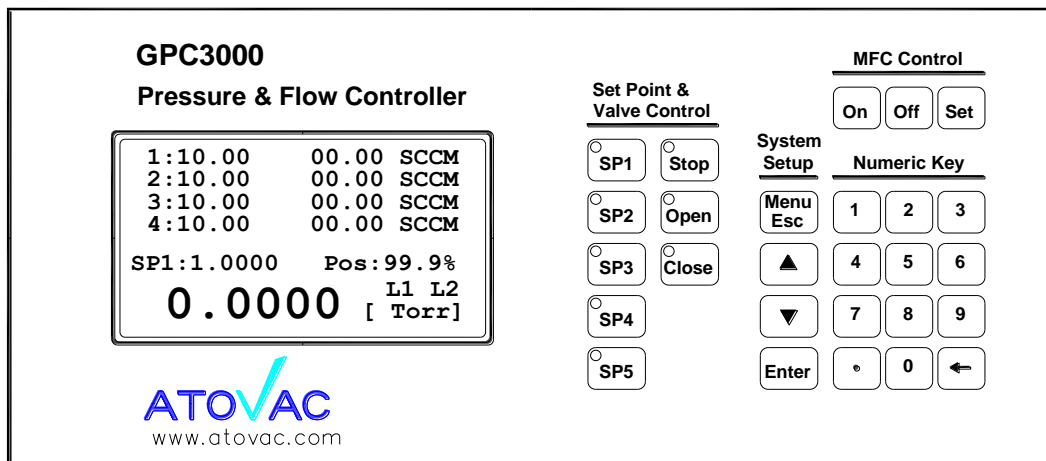 GPC3000
Pressure & Flow Controller
1:10.00 00.00 SCCM
2:10.00 00.00 SCCM
3:10.00 00.00 SCCM
4:10.00 00.00 SCCM
SP1:1.0000 Pos:99.9%
L1 L2
0.0000 [ Torr]
ATOVAC
www.atovac.com
Set Point &
Valve Control
SP1 Stop
SP2 Open
SP3 Close
SP4
SP5
System
Setup
Menu
Esc
▲
▼
Enter
MFC Control
On Off Set
Numeric Key
1 2 3
4 5 6
7 8 9
. 0 ←